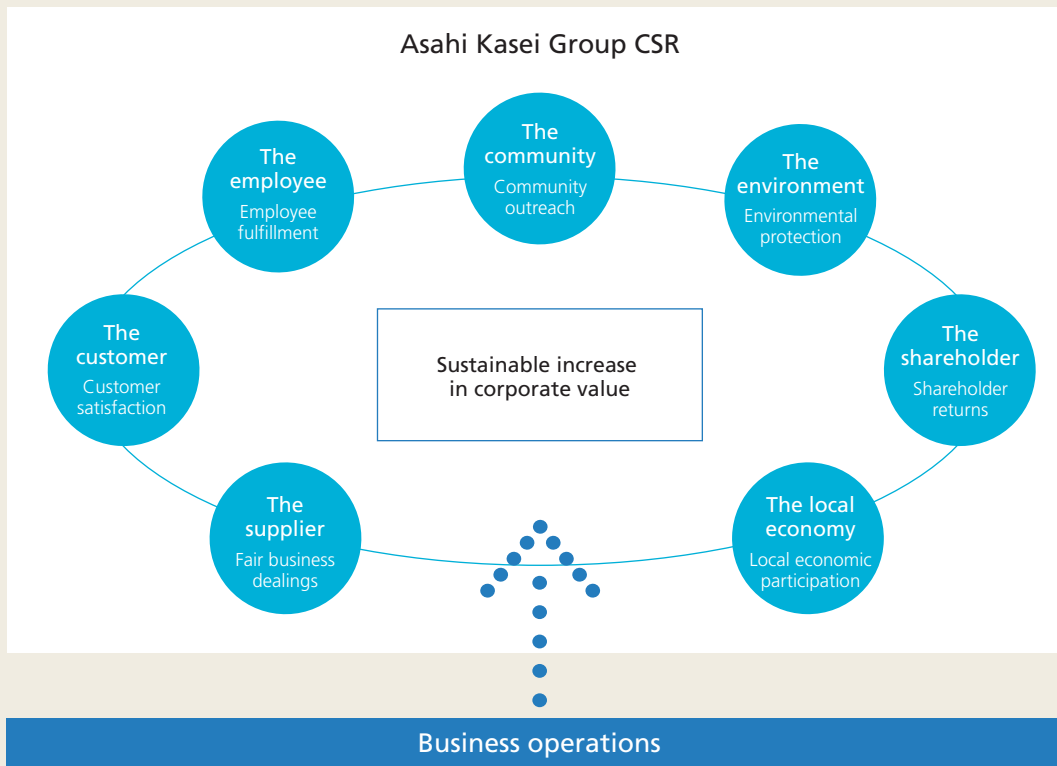 Asahi Kasei Group CSR
The
community
Community
outreach
The
employee
Employee
fulfillment
The
environment
Environmental
protection
The
customer
Customer
satisfaction
Sustainable increase
in corporate value
The
shareholder
Shareholder
returns
The
supplier
Fair business
dealings
The local
economy
Local economic
participation
Business operations